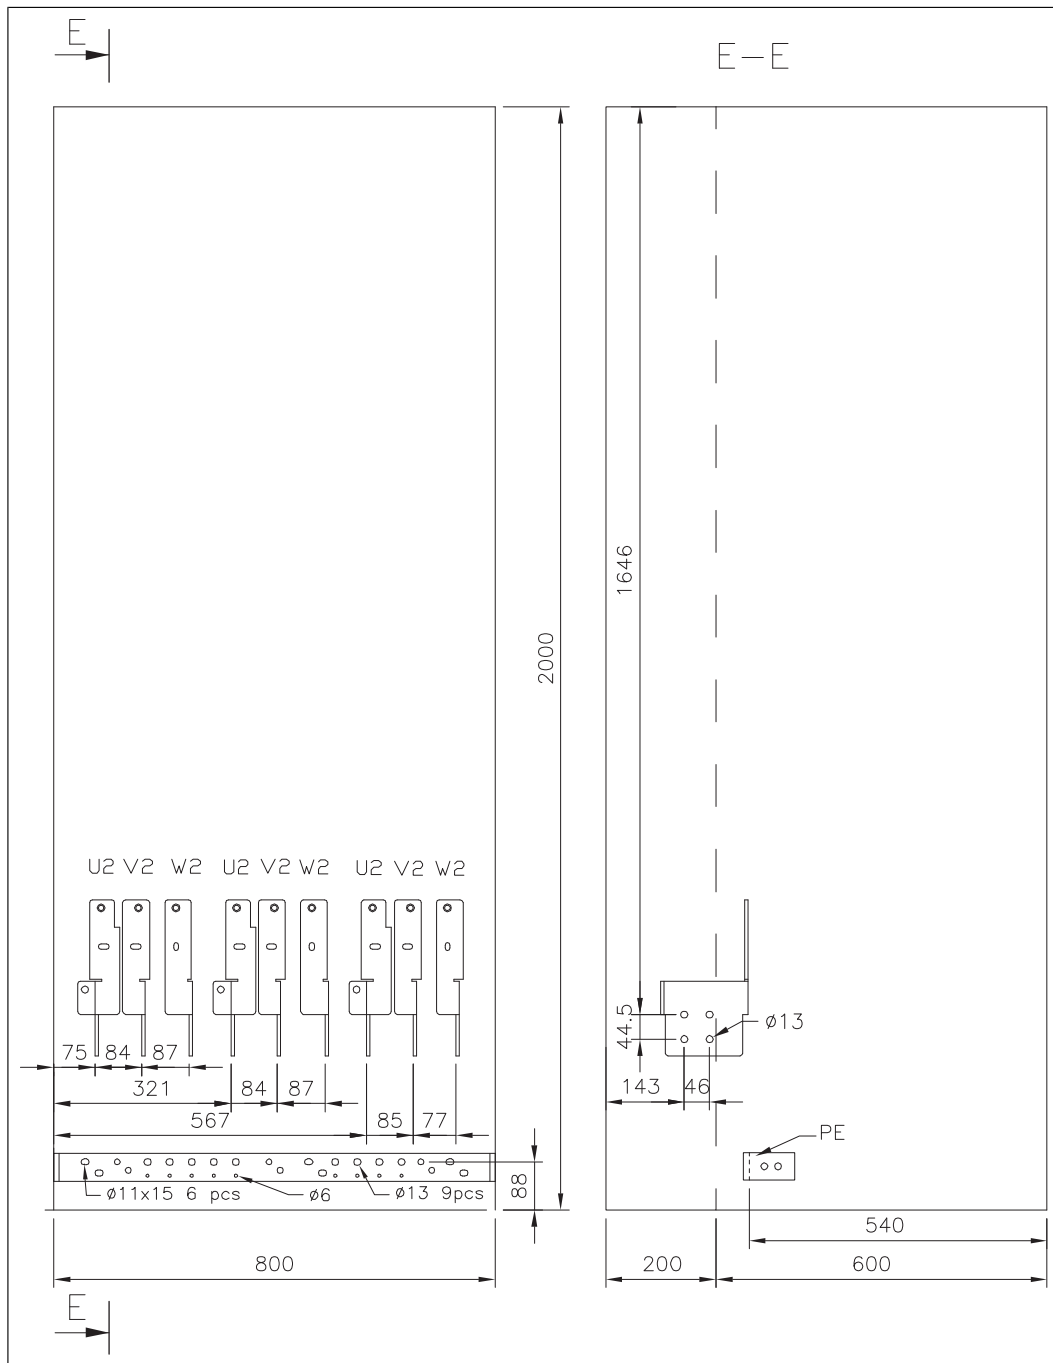 E
E-E
2000
1646
U2 V2 W2 U2 V2 W2 U2 V2 W2
44.5
ø13
75 84 87
143 46
321 84 87
567 85 77
PE
88
ø11x15 6 pcs ø6 ø13 9pcs
540
800 200 600
E